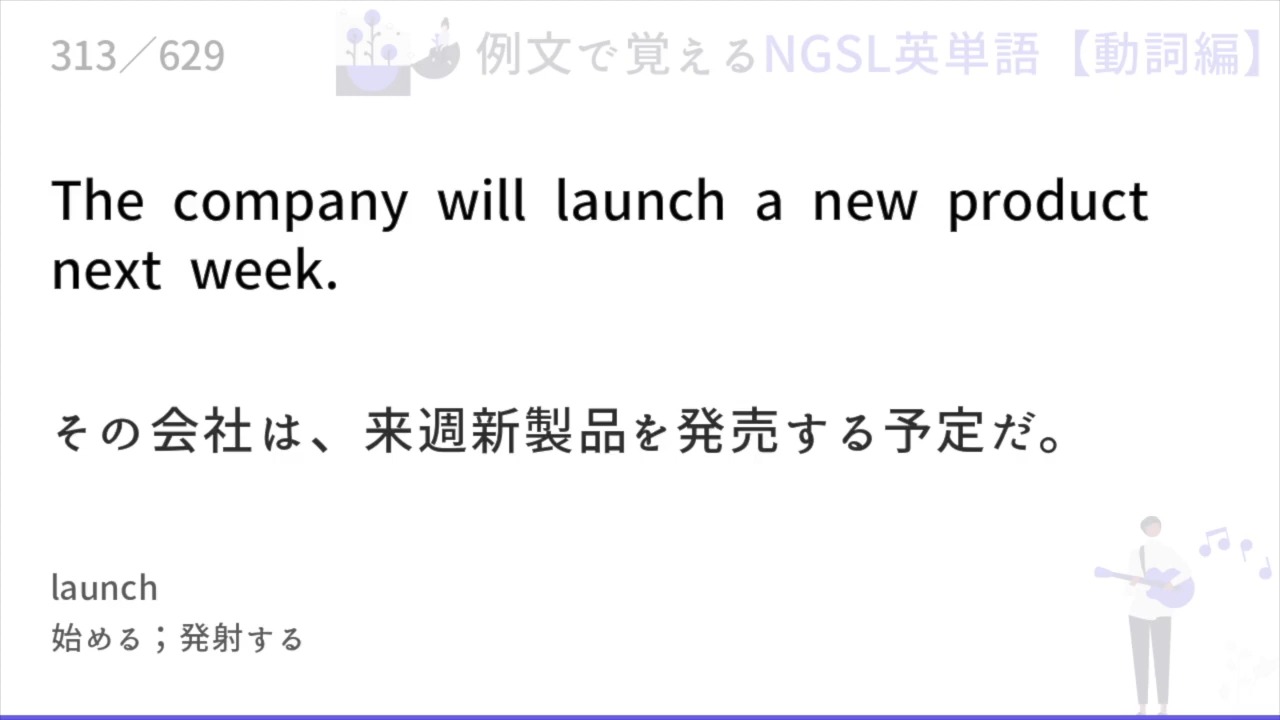 313／629
例文で覚えるNGSL英単語【動詞編】
The company will launch a new product
next week.
その会社は、来週新製品を発売する予定だ。
launch
始める；発射する